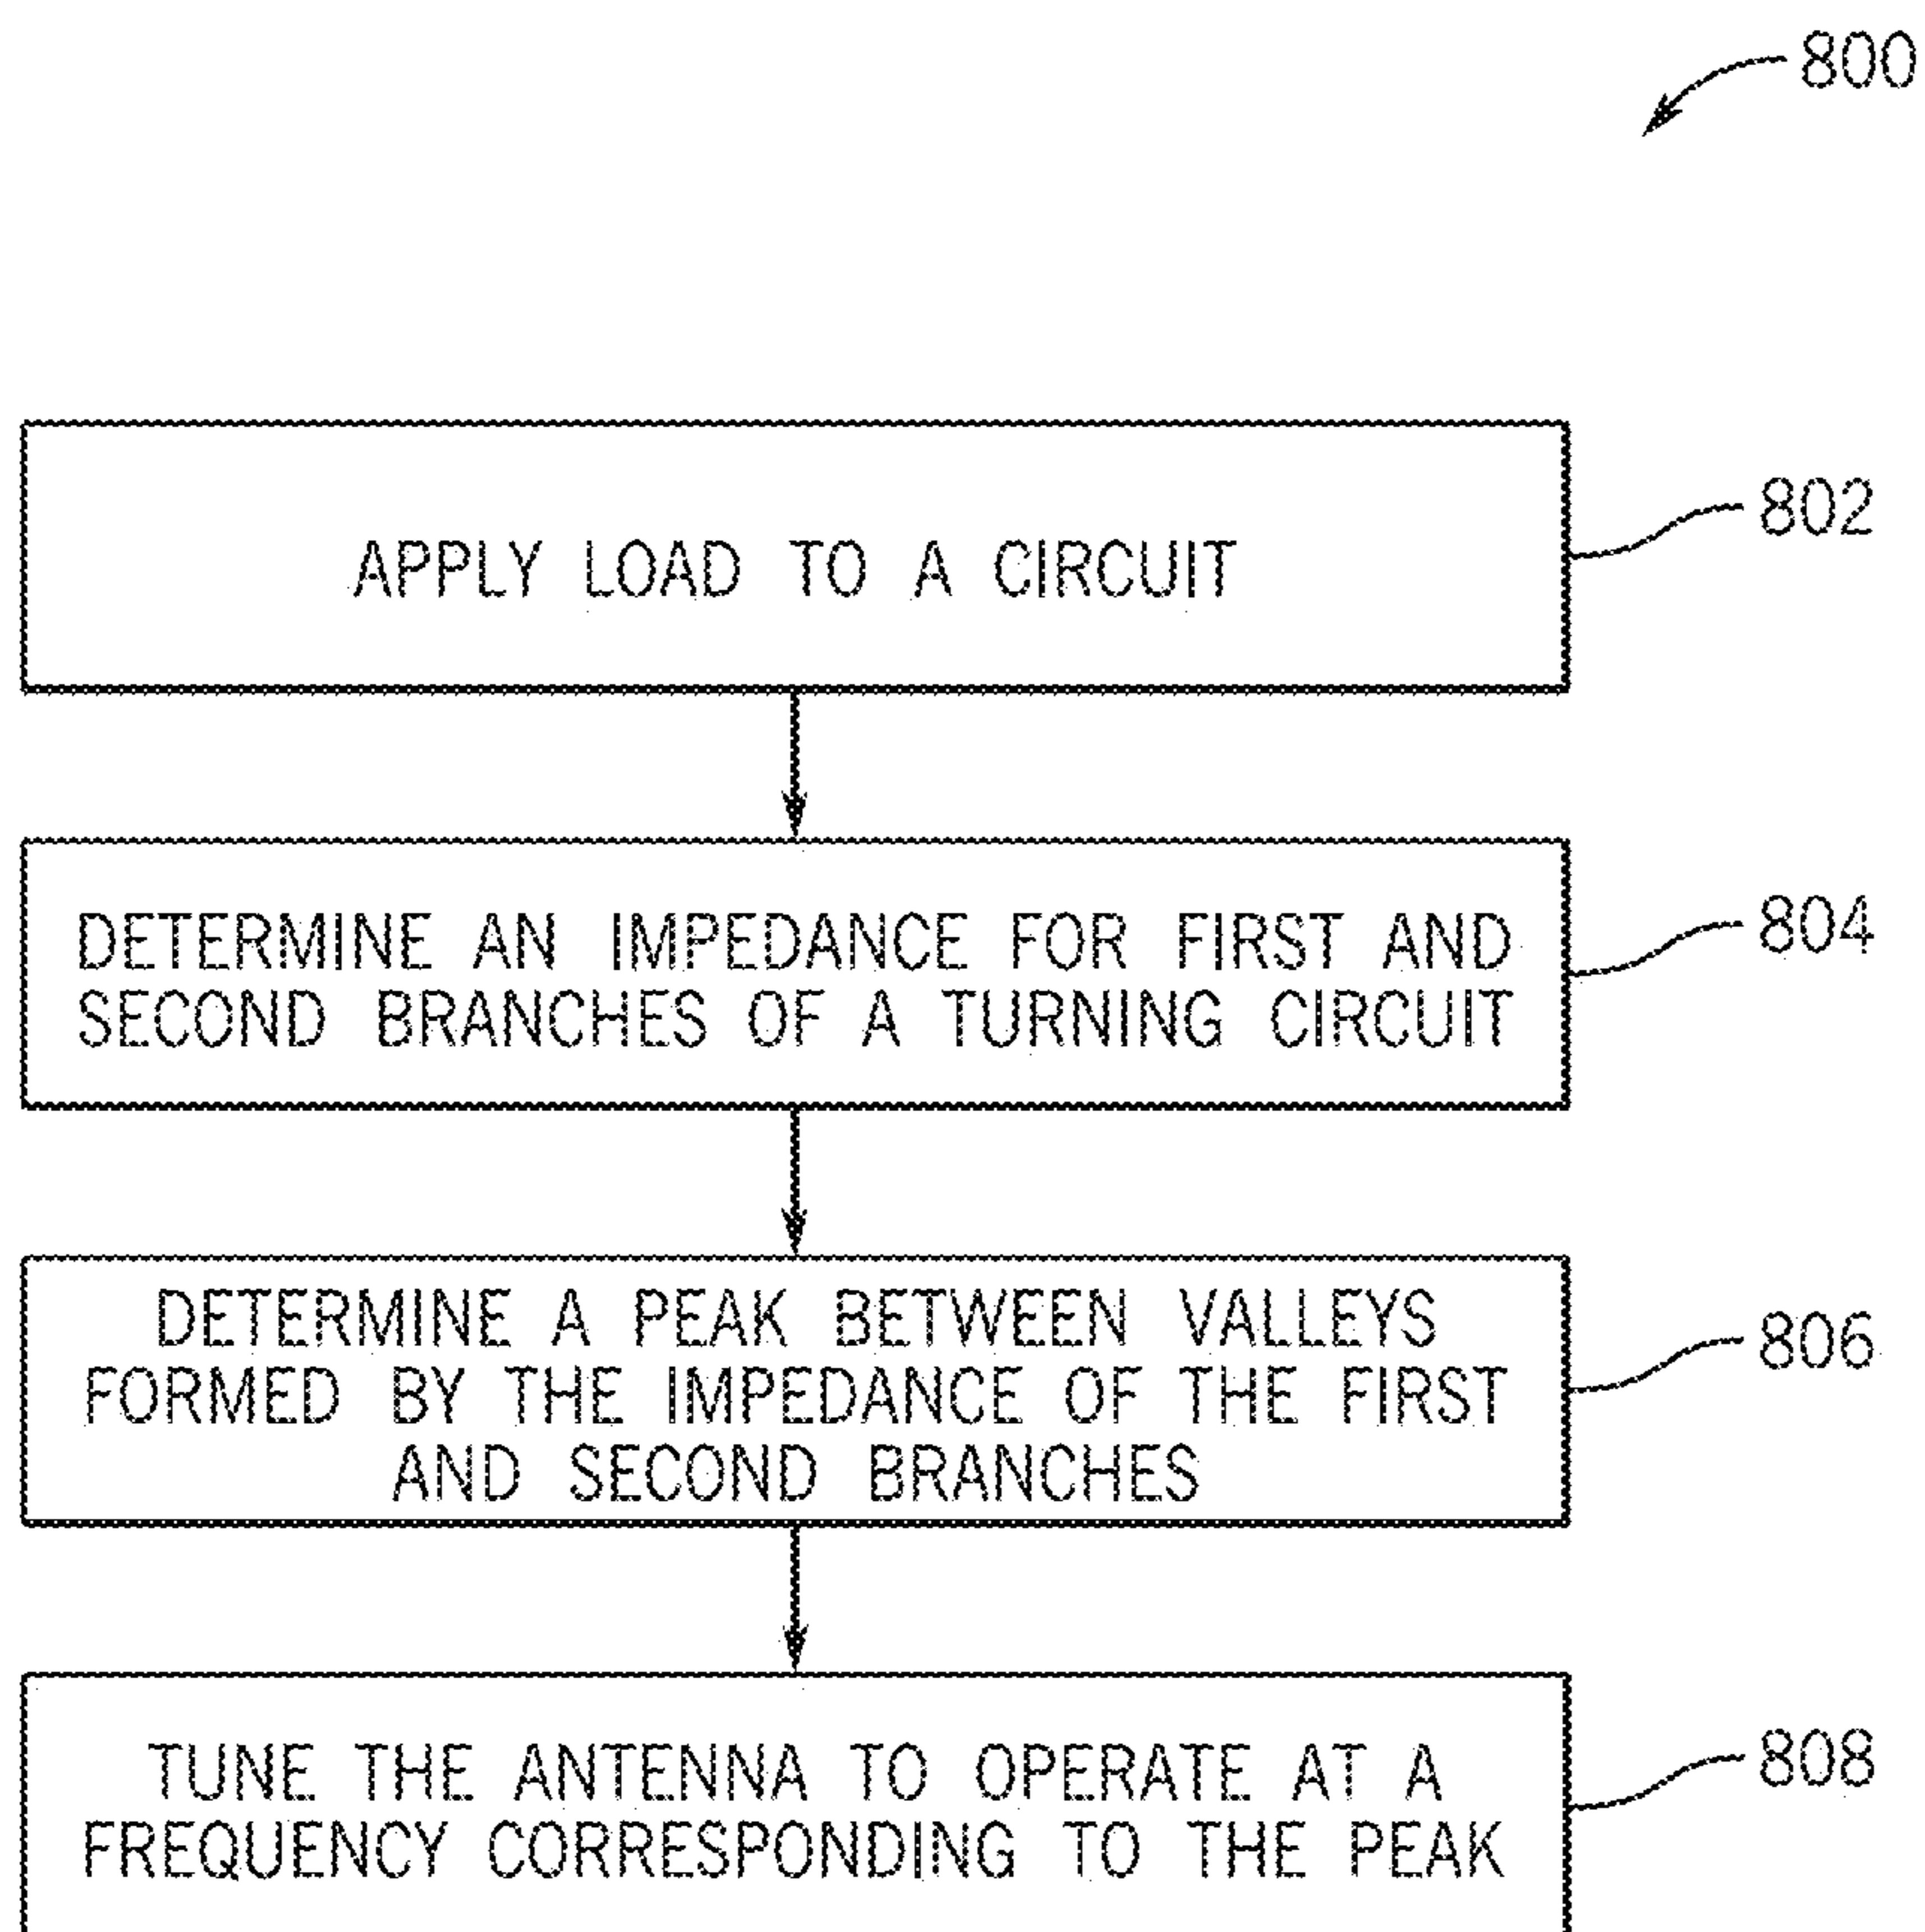 800
APPLY LOAD TO A CIRCUIT
802
DETERMINE AN IMPEDANCE FOR FIRST AND
SECOND BRANCHES OF A TURNING CIRCUIT
804
DETERMINE A PEAK BETWEEN VALLEYS
FORMED BY THE IMPEDANCE OF THE FIRST
AND SECOND BRANCHES
806
TUNE THE ANTENNA TO OPERATE AT A
FREQUENCY CORRESPONDING TO THE PEAK
808